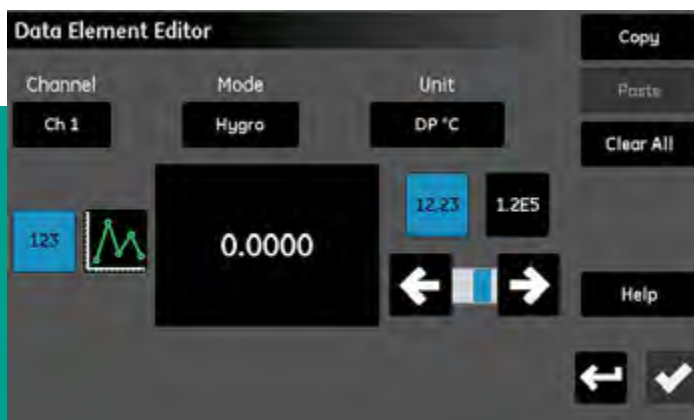 Data Element Editor
Copy
Channel Mode Unit
Paste
Ch 1 Hygro DP °C
Clear All
12.23 1.2E5
123
0.0000
Help